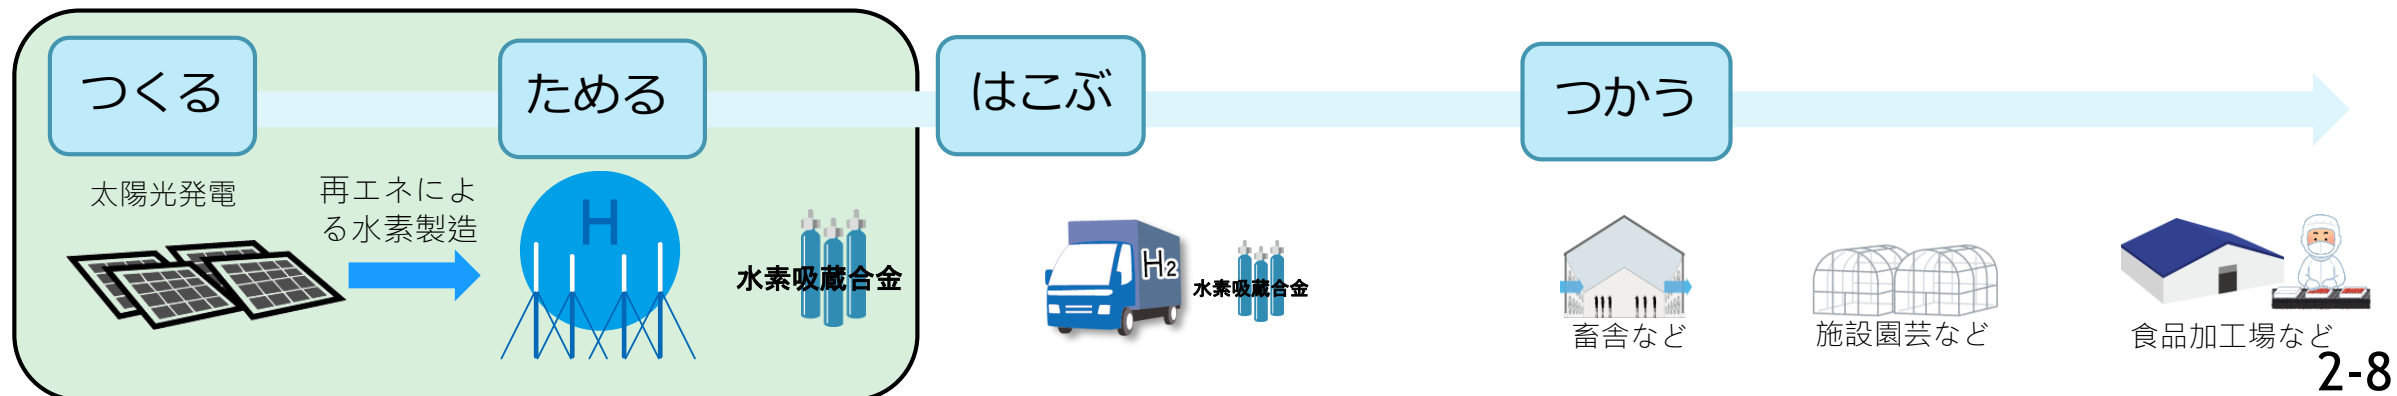 つくる
ためる
はこぶ
つかう
太陽光発電
再エネによ
る水素製造
H
水素吸蔵合金
H2
水素吸蔵合金
畜舎など
施設園芸など
食品加工場など
2-8